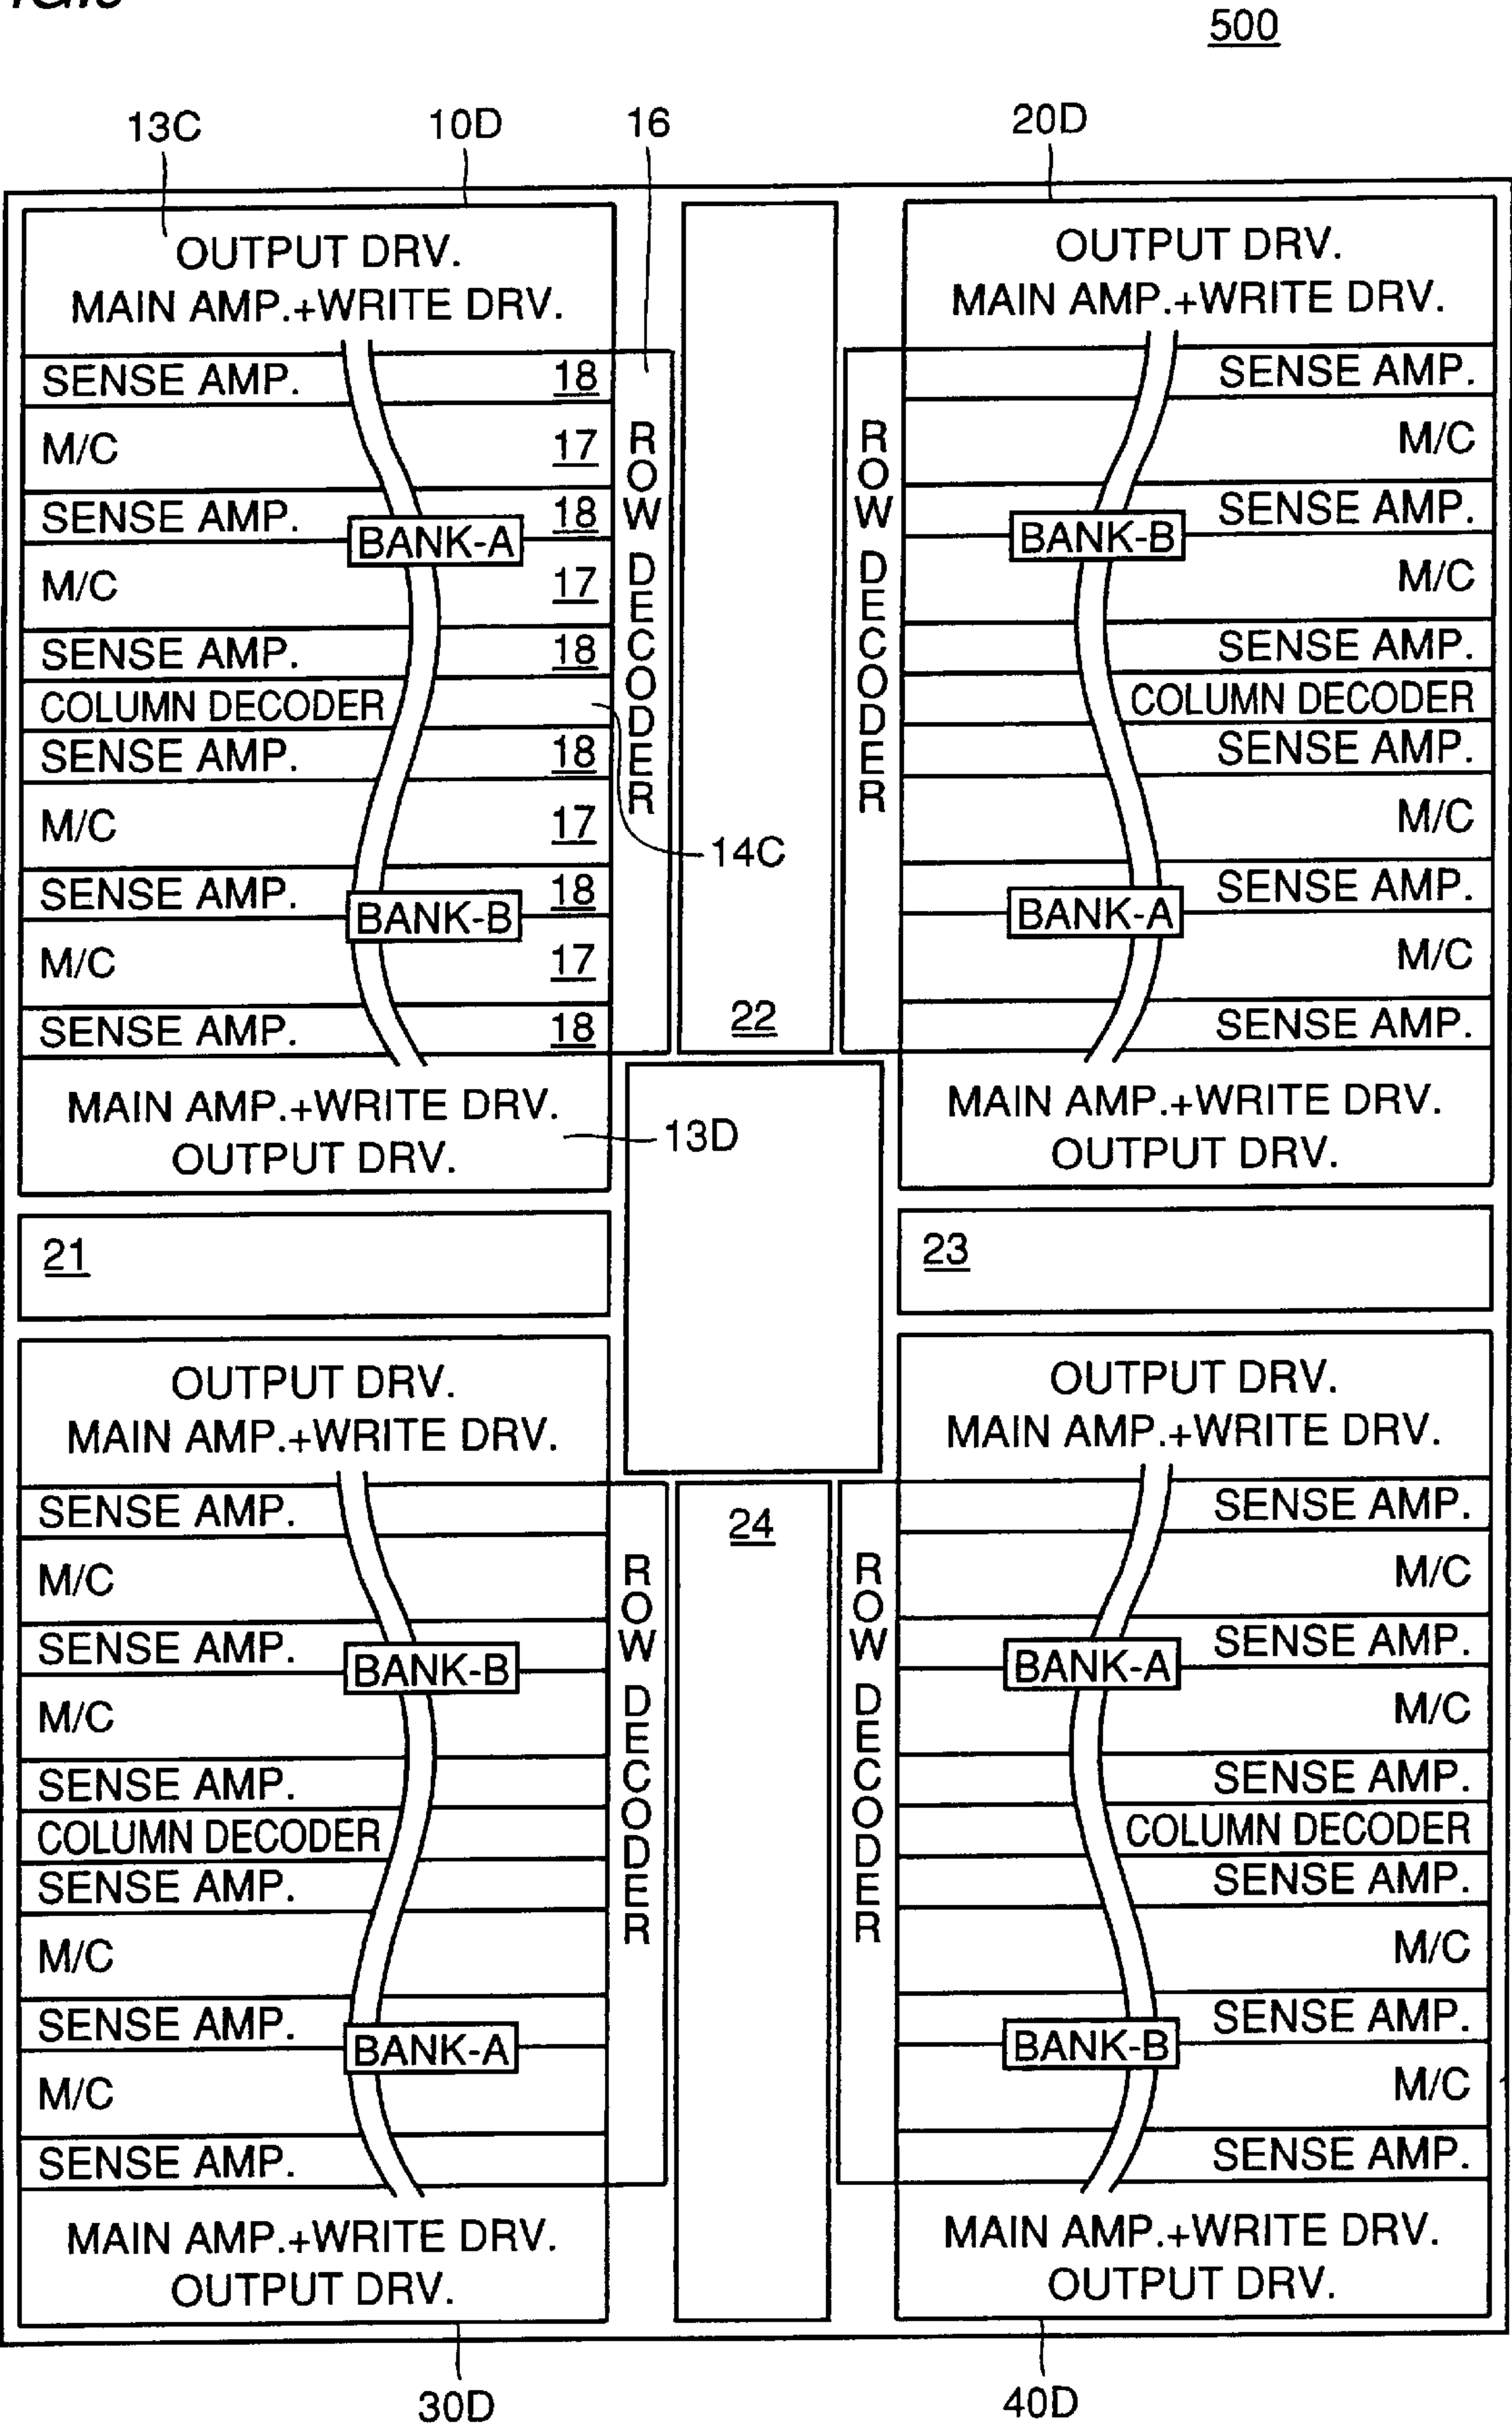 500
13C
10D
16
20D
OUTPUT DRV.
MAIN AMP.+WRITE DRV.
SENSE AMP. 18
M/C 17
SENSE AMP. 18
BANK-A
M/C 17
SENSE AMP. 18
COLUMN DECODER
SENSE AMP. 18
M/C 17
14C
SENSE AMP. 18
BANK-B
M/C 17
SENSE AMP. 18
MAIN AMP.+WRITE DRV.
OUTPUT DRV.
13D
ROW DECODER
22
ROW DECODER
OUTPUT DRV.
MAIN AMP.+WRITE DRV.
SENSE AMP.
M/C
SENSE AMP.
BANK-B
M/C
SENSE AMP.
COLUMN DECODER
SENSE AMP.
M/C
SENSE AMP.
BANK-A
M/C
SENSE AMP.
MAIN AMP.+WRITE DRV.
OUTPUT DRV.
21
23
OUTPUT DRV.
MAIN AMP.+WRITE DRV.
SENSE AMP.
M/C
SENSE AMP.
BANK-B
M/C
SENSE AMP.
COLUMN DECODER
SENSE AMP.
M/C
SENSE AMP.
BANK-A
M/C
SENSE AMP.
MAIN AMP.+WRITE DRV.
OUTPUT DRV.
ROW DECODER
24
ROW DECODER
OUTPUT DRV.
MAIN AMP.+WRITE DRV.
SENSE AMP.
M/C
SENSE AMP.
BANK-A
M/C
SENSE AMP.
COLUMN DECODER
SENSE AMP.
M/C
SENSE AMP.
BANK-B
M/C
SENSE AMP.
MAIN AMP.+WRITE DRV.
OUTPUT DRV.
30D
40D